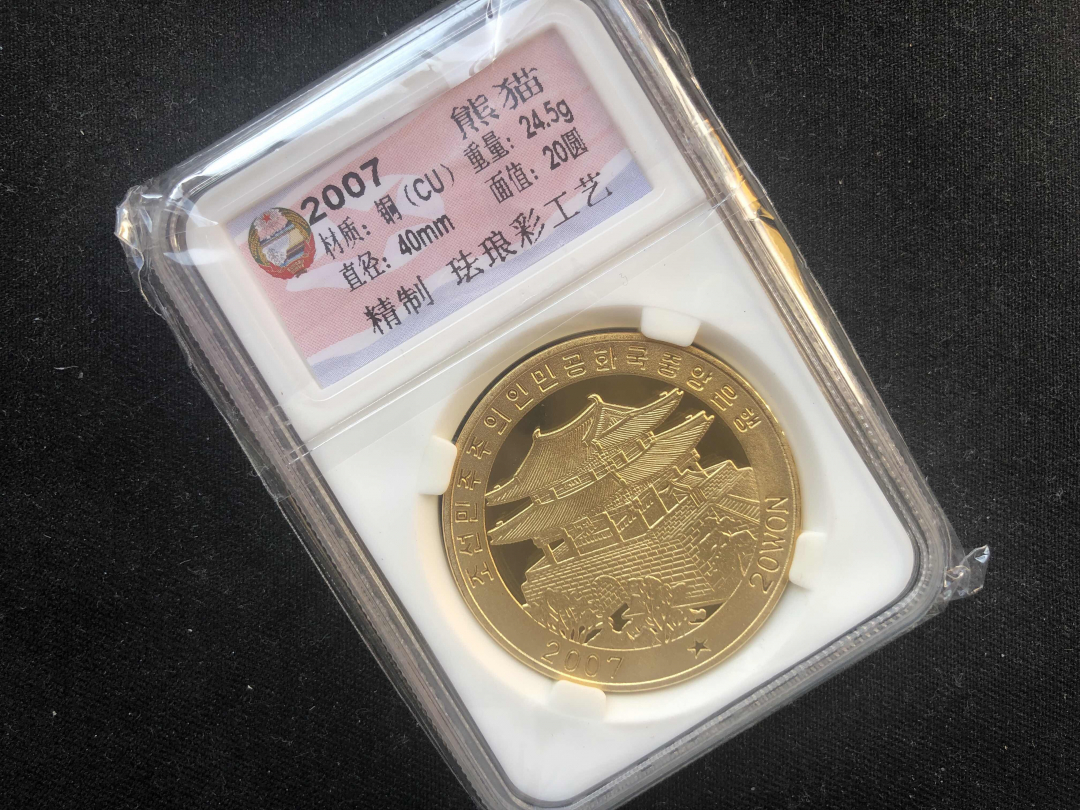 2007 熊猫
材质：铜（CU） 重量：24.5g
直径：40mm 面值：20圆
精制 珐琅彩工艺
조선민주주의인민공화국중앙은행
20WON
2007